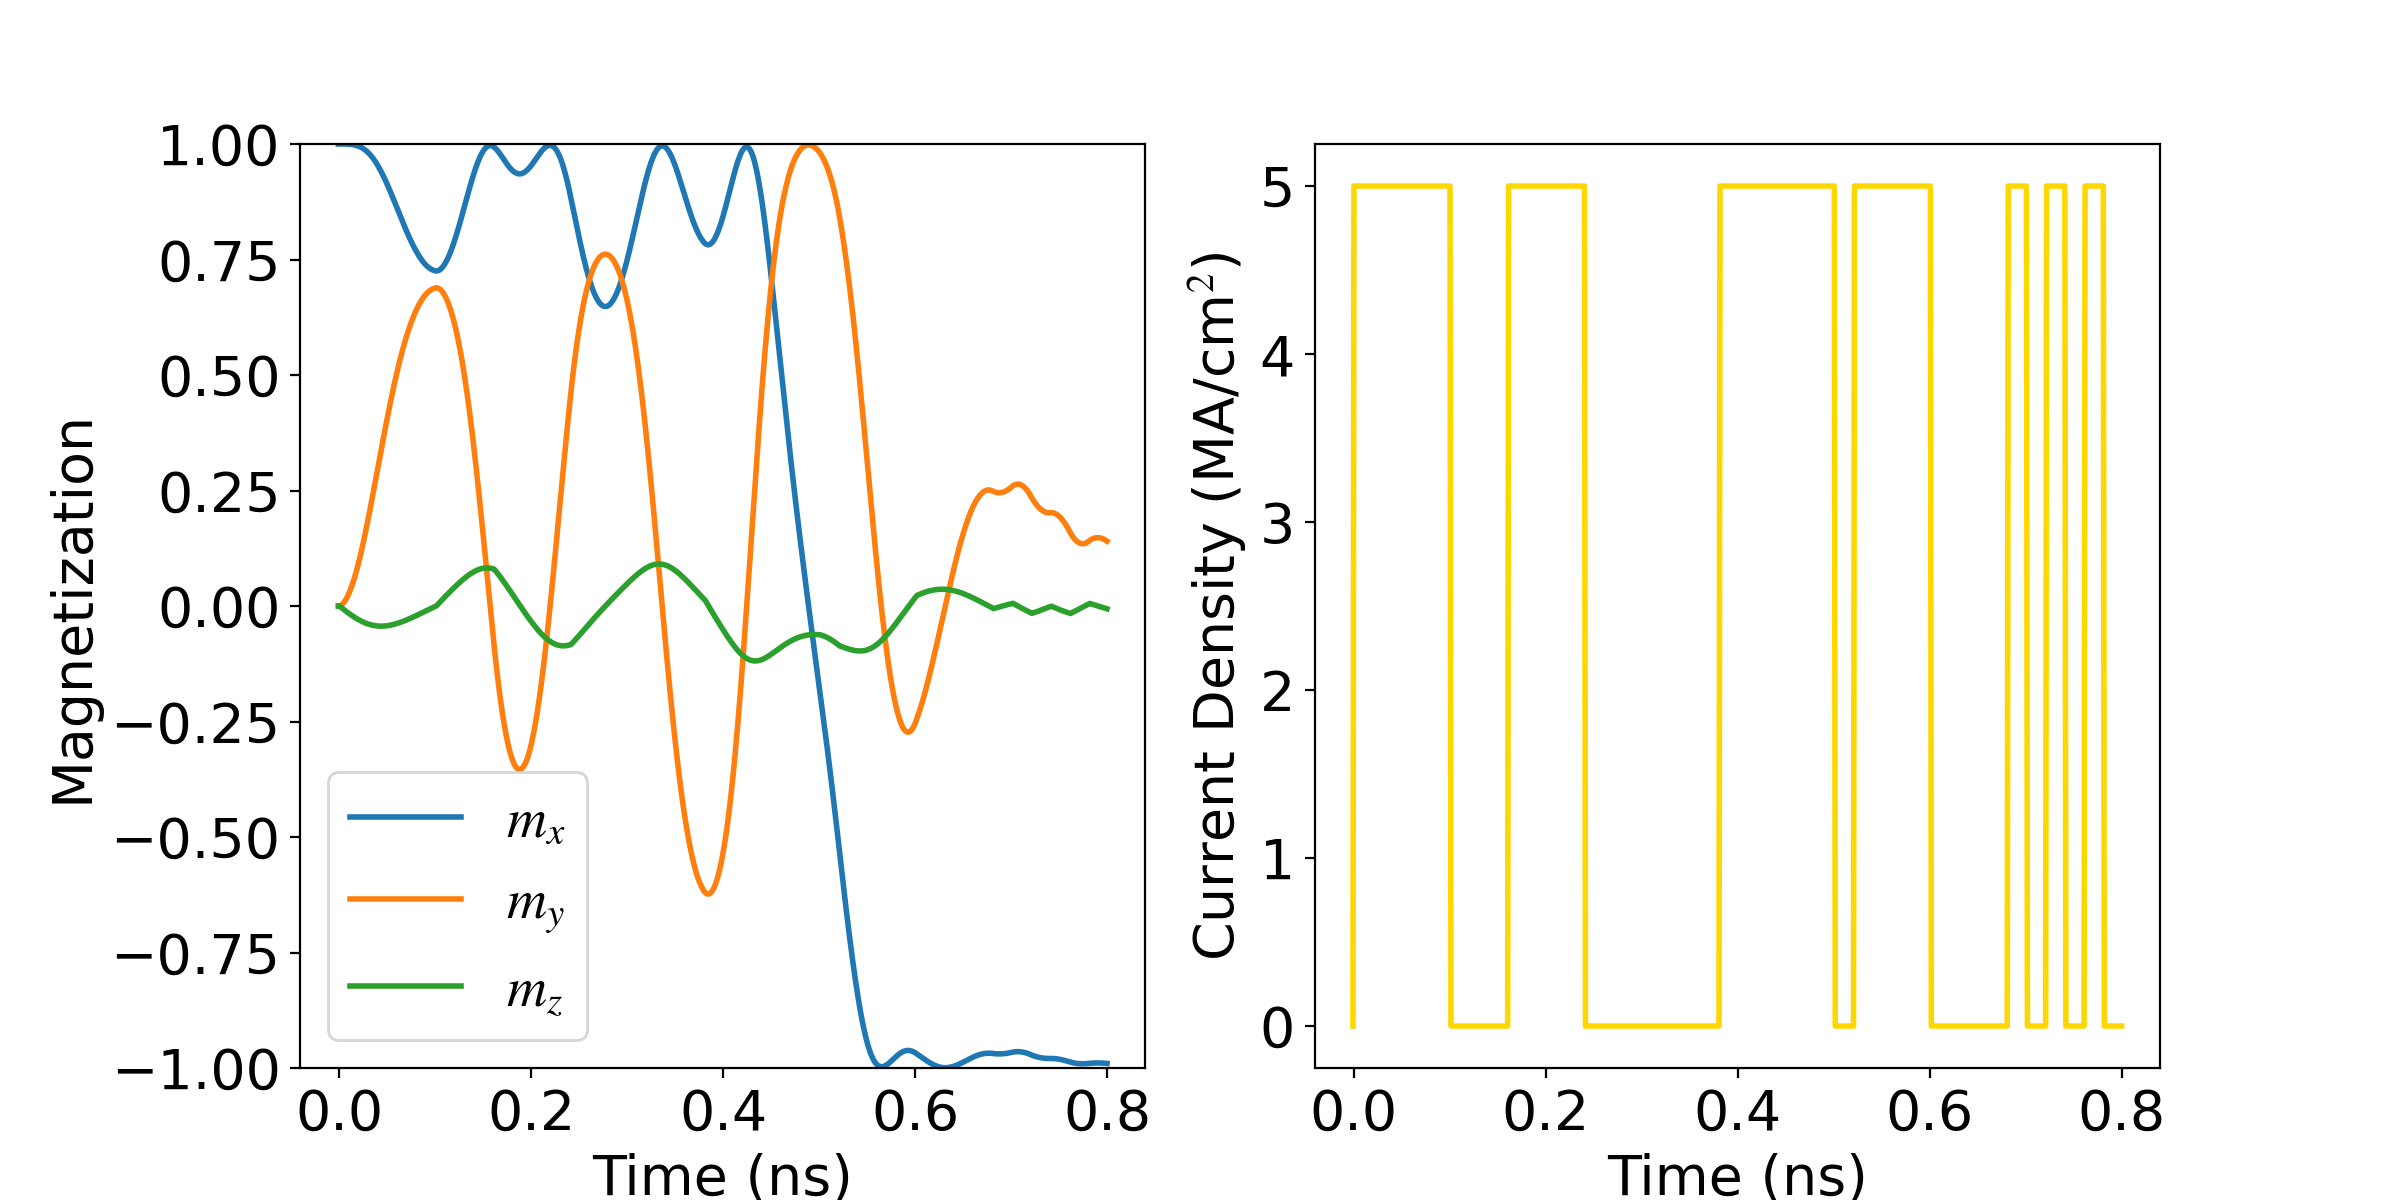 1.00
0.75
0.50
0.25
0.00
−0.25
−0.50
−0.75
−1.00
Magnetization
m_x
m_y
m_z
0.0 0.2 0.4 0.6 0.8
Time (ns)
5
4
3
2
1
0
Current Density (MA/cm²)
0.0 0.2 0.4 0.6 0.8
Time (ns)